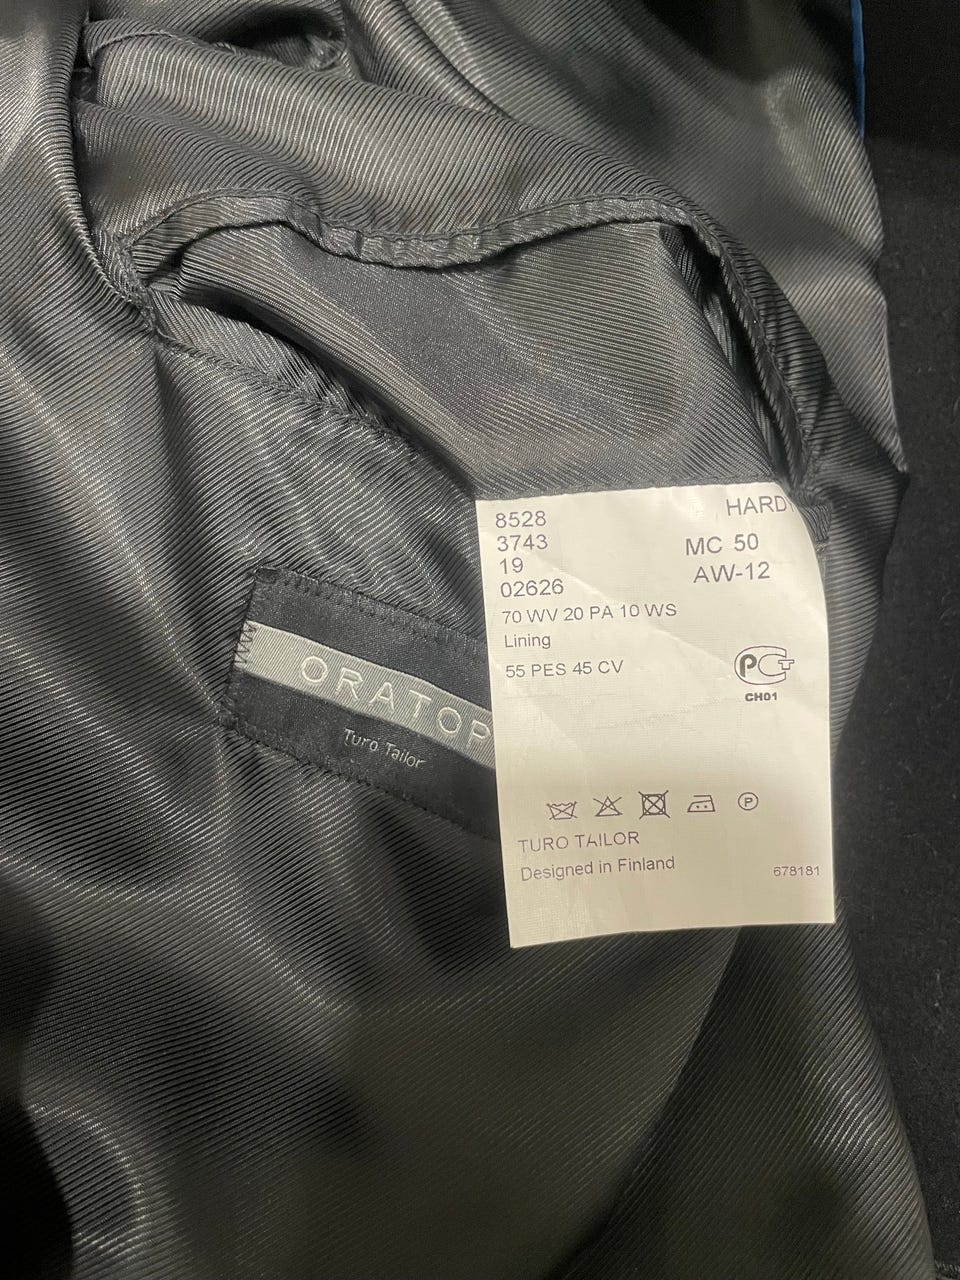 8528
HARDY
3743
MC 50
19
AW-12
02626
70 WV 20 PA 10 WS
Lining
55 PES 45 CV
PCT
CH01
P
TURO TAILOR
Designed in Finland
678181
ORATOP
Turo Tailor